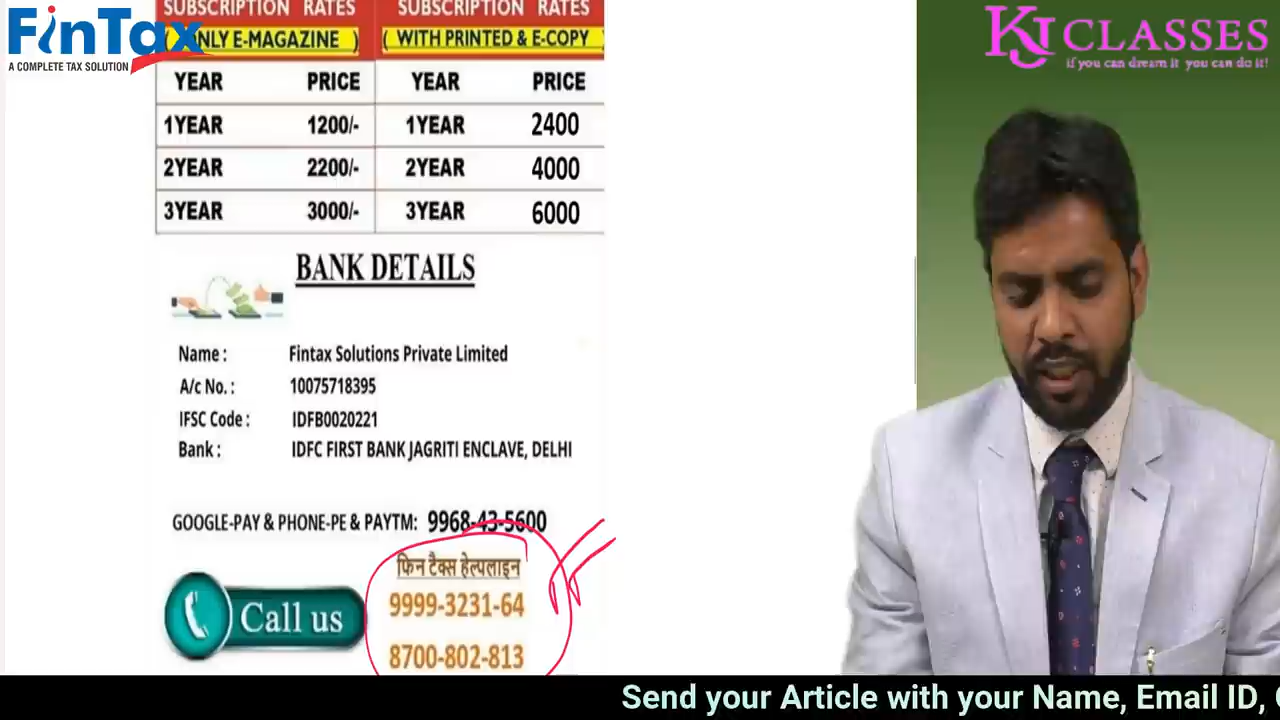 FinTax
A COMPLETE TAX SOLUTION
SUBSCRIPTION RATES SUBSCRIPTION RATES
ONLY E-MAGAZINE ) ( WITH PRINTED & E-COPY )
YEAR PRICE YEAR PRICE
1YEAR 1200/- 1YEAR 2400
2YEAR 2200/- 2YEAR 4000
3YEAR 3000/- 3YEAR 6000
BANK DETAILS
Name : Fintax Solutions Private Limited
A/c No. : 10075718395
IFSC Code : IDFB0020221
Bank : IDFC FIRST BANK JAGRITI ENCLAVE, DELHI
GOOGLE-PAY & PHONE-PE & PAYTM: 9968-43-5600
फिन टैक्स हेल्पलाइन
Call us
9999-3231-64
8700-802-813
KJ CLASSES
if you can dream it you can do it!
Send your Article with your Name, Email ID,